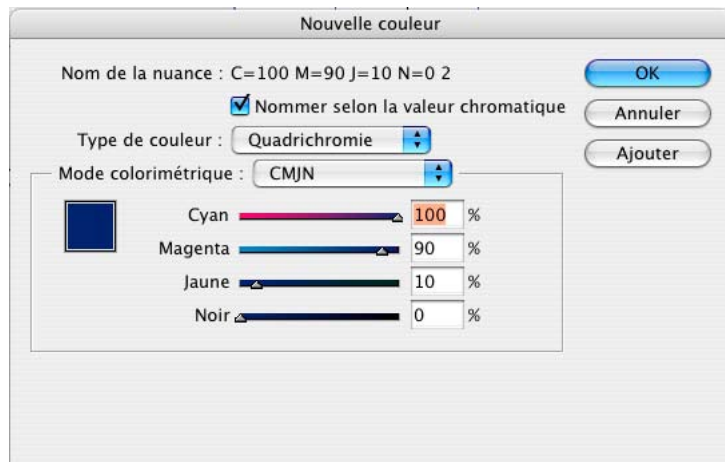 Nouvelle couleur
Nom de la nuance : C=100 M=90 J=10 N=0 2
OK
Nommer selon la valeur chromatique
Annuler
Type de couleur : Quadrichromie
Ajouter
Mode colorimétrique : CMJN
Cyan 100 %
Magenta 90 %
Jaune 10 %
Noir 0 %